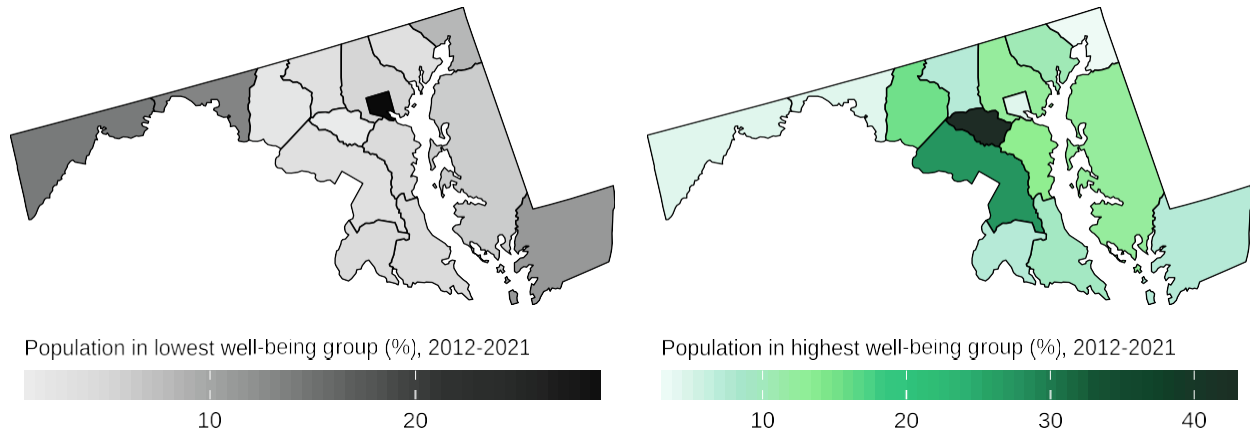 Population in lowest well-being group (%), 2012-2021
10 20
Population in highest well-being group (%), 2012-2021
10 20 30 40